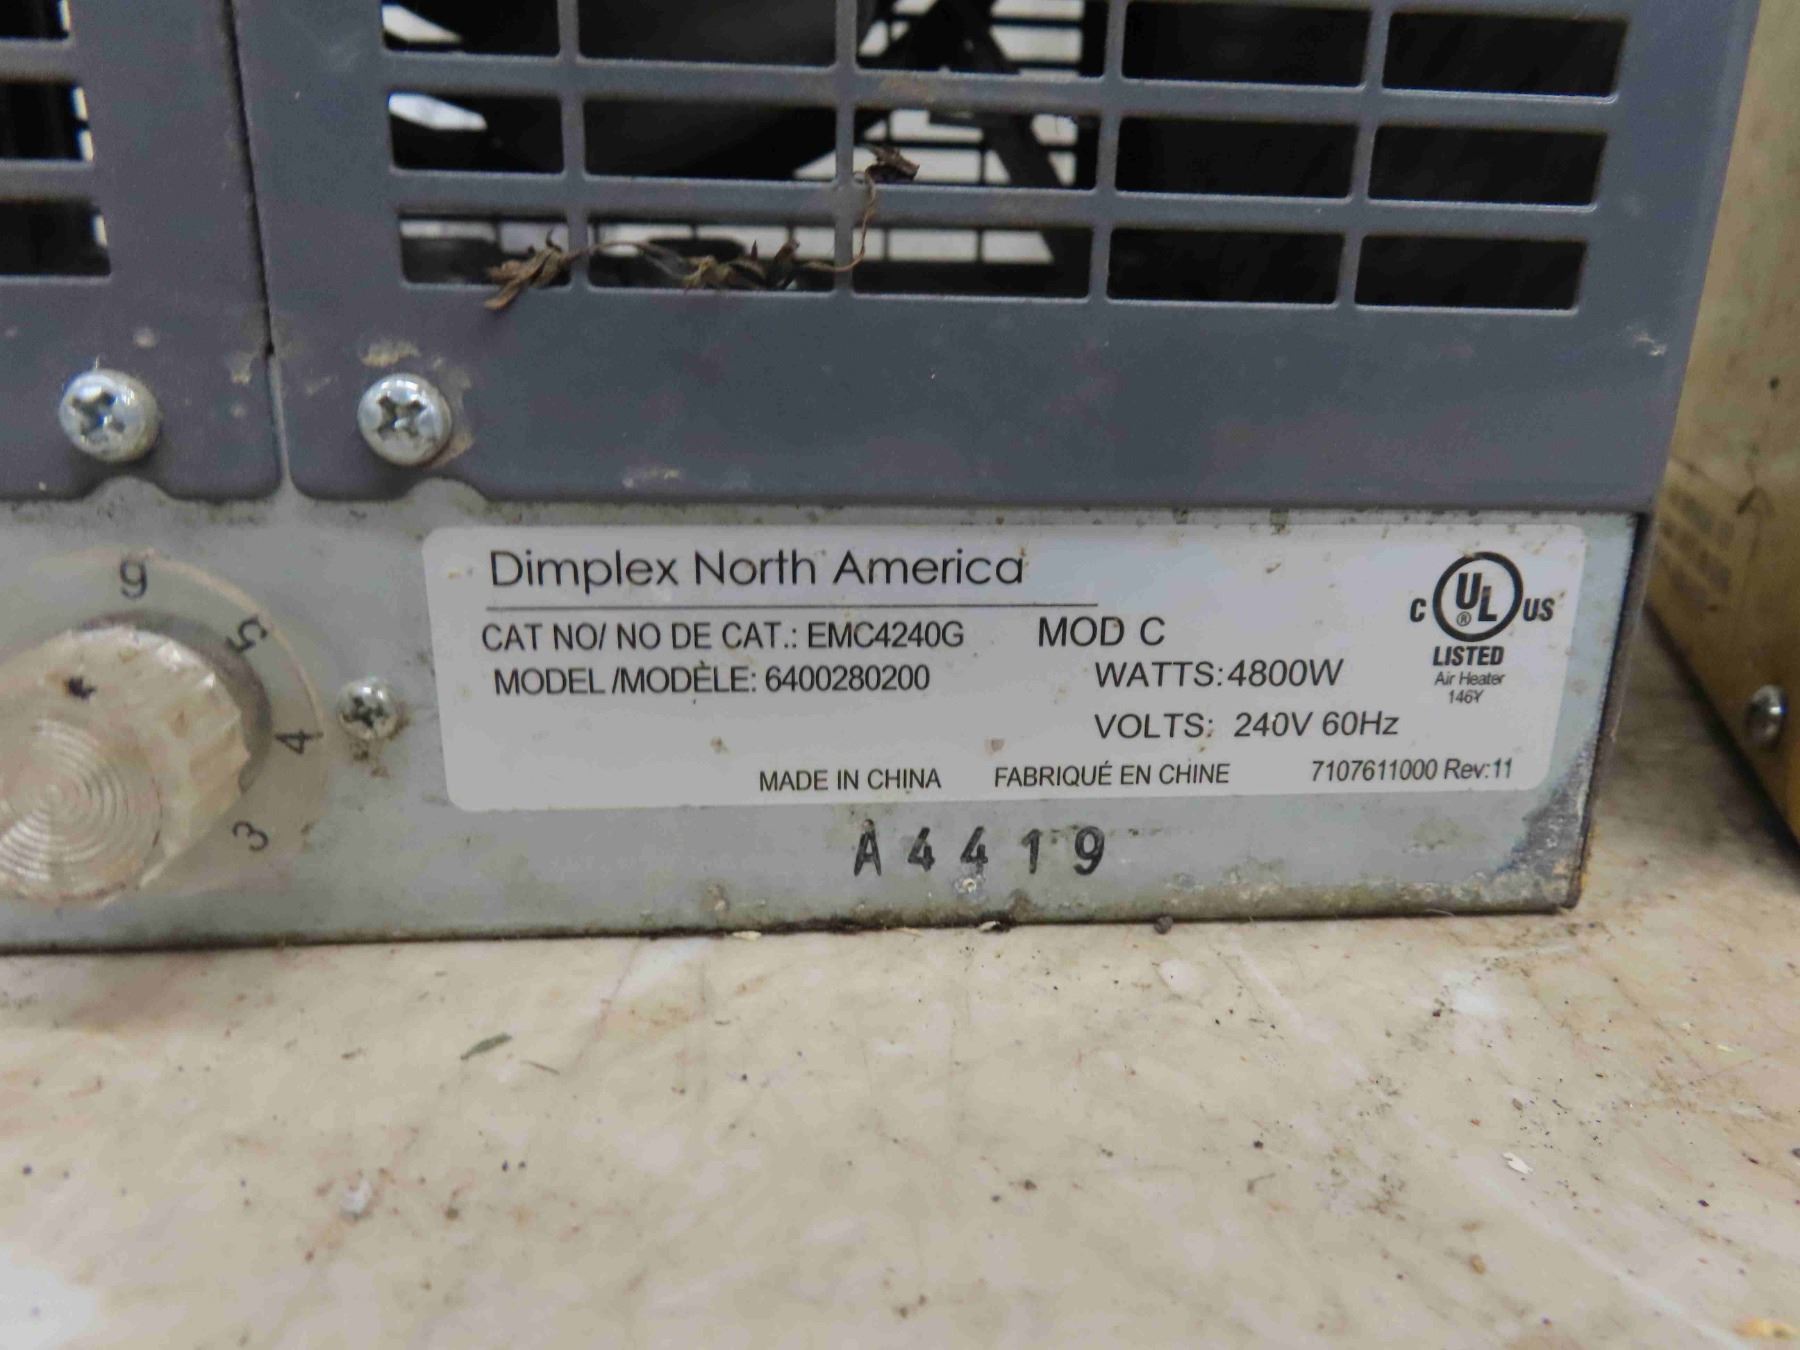 Dimplex North America
CAT NO/ NO DE CAT.: EMC4240G MOD C
MODEL /MODÈLE: 6400280200 WATTS: 4800W
VOLTS: 240V 60Hz
C UL ® US
LISTED
Air Heater
146Y
MADE IN CHINA FABRIQUÉ EN CHINE 7107611000 Rev:11
A4419
6
5
4
3